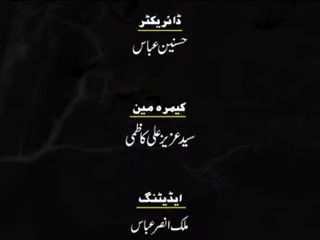 ڈائریکٹر
حسنین عباس
کیمرہ مین
سید عزیز علی کاظمی
ایڈیٹنگ
ملک انصر عباس